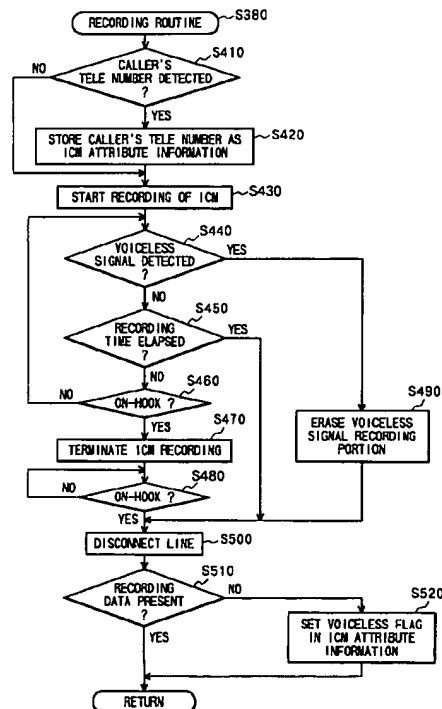 RECORDING ROUTINE
S380
S410
CALLER'S
TELE NUMBER DETECTED
?
NO
YES
S420
STORE CALLER'S TELE NUMBER AS
ICM ATTRIBUTE INFORMATION
S430
START RECORDING OF ICM
S440
VOICELESS
SIGNAL DETECTED
?
YES
NO
S450
RECORDING
TIME ELAPSED
?
YES
NO
S460
ON-HOOK ?
NO
YES
S470
TERMINATE ICM RECORDING
S490
ERASE VOICELESS
SIGNAL RECORDING
PORTION
S480
ON-HOOK ?
NO
YES
S500
DISCONNECT LINE
S510
RECORDING
DATA PRESENT
?
NO
YES
S520
SET VOICELESS FLAG
IN ICM ATTRIBUTE
INFORMATION
RETURN